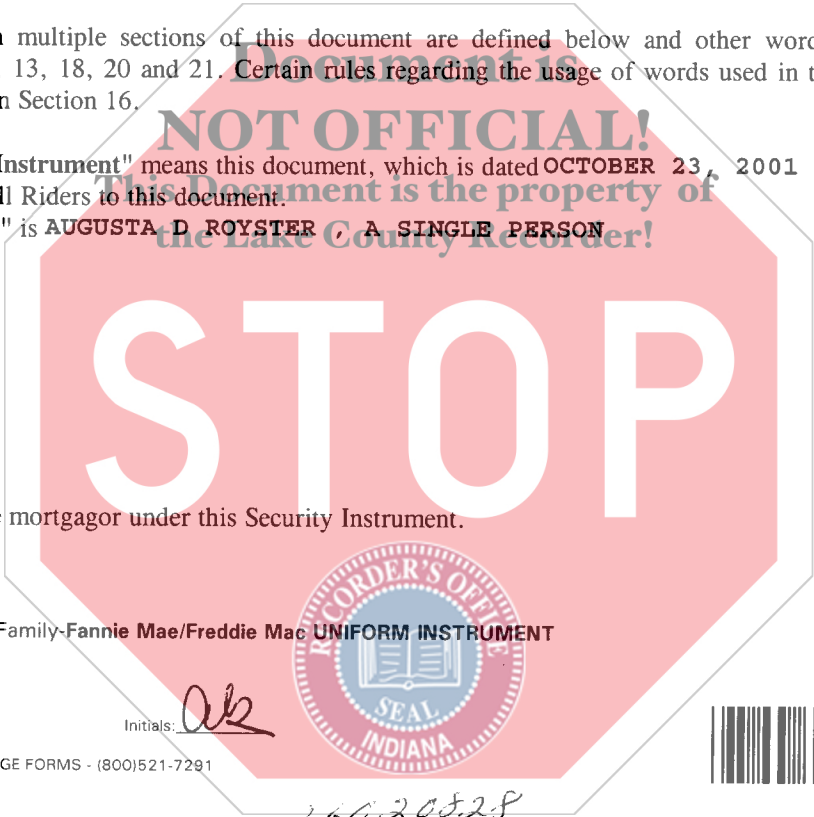 multiple sections of this document are defined below and other word
13, 18, 20 and 21. Certain rules regarding the usage of words used in t
n Section 16.
Document is
NOT OFFICIAL!
This Document is the property of
the Lake County Recorder!
Instrument" means this document, which is dated OCTOBER 23, 2001
ll Riders to this document.
" is AUGUSTA D ROYSTER , A SINGLE PERSON
STOP
mortgagor under this Security Instrument.
RECORDER'S OFFICE
SEAL
INDIANA
Family-Fannie Mae/Freddie Mac UNIFORM INSTRUMENT
Initials:
GE FORMS - (800)521-7291